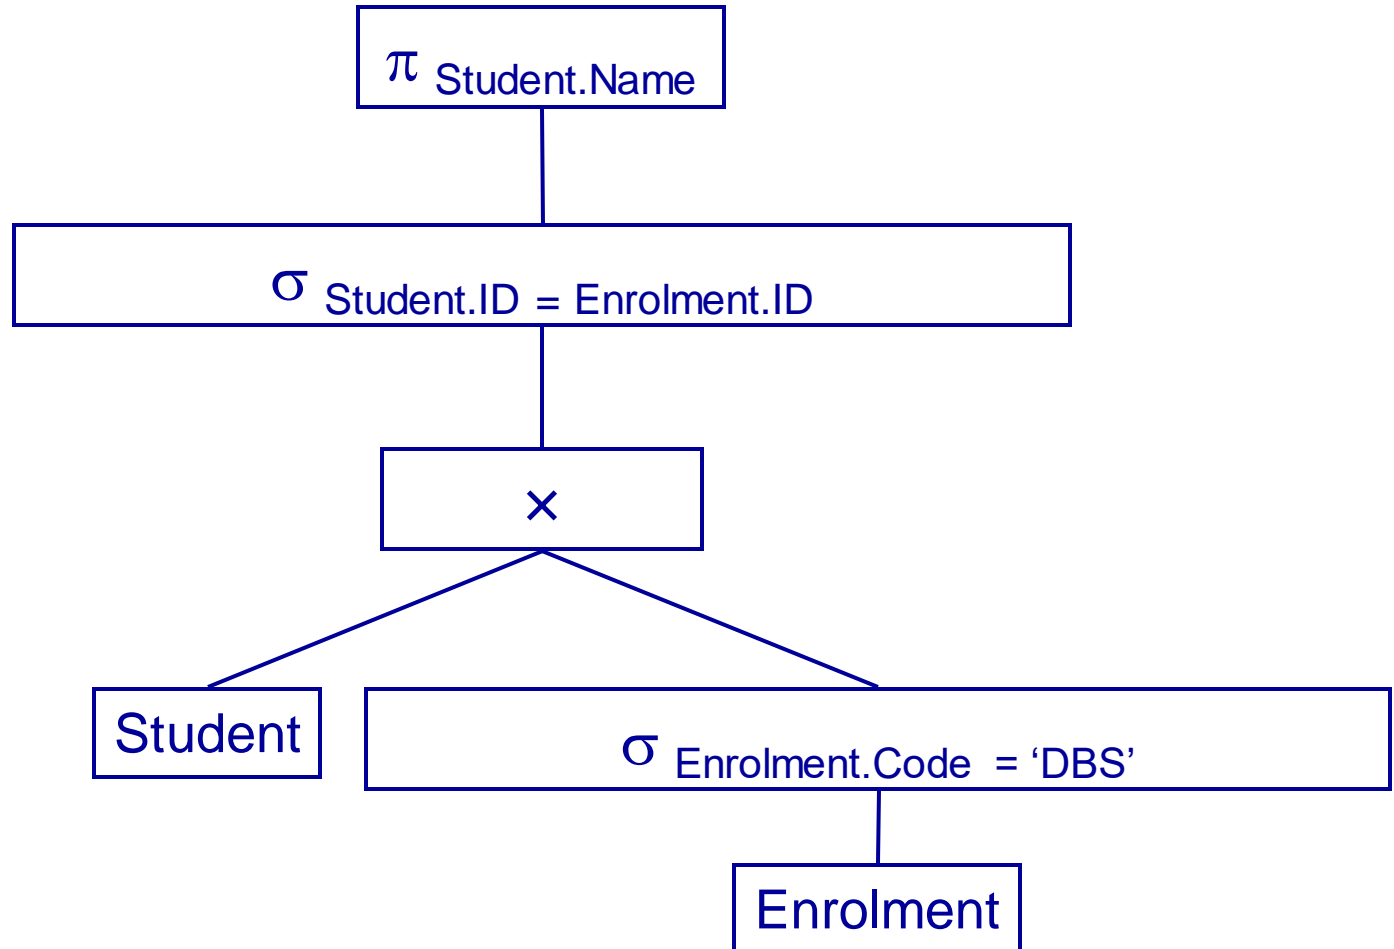 π Student.Name
σ Student.ID = Enrolment.ID
×
Student
σ Enrolment.Code = ‘DBS’
Enrolment